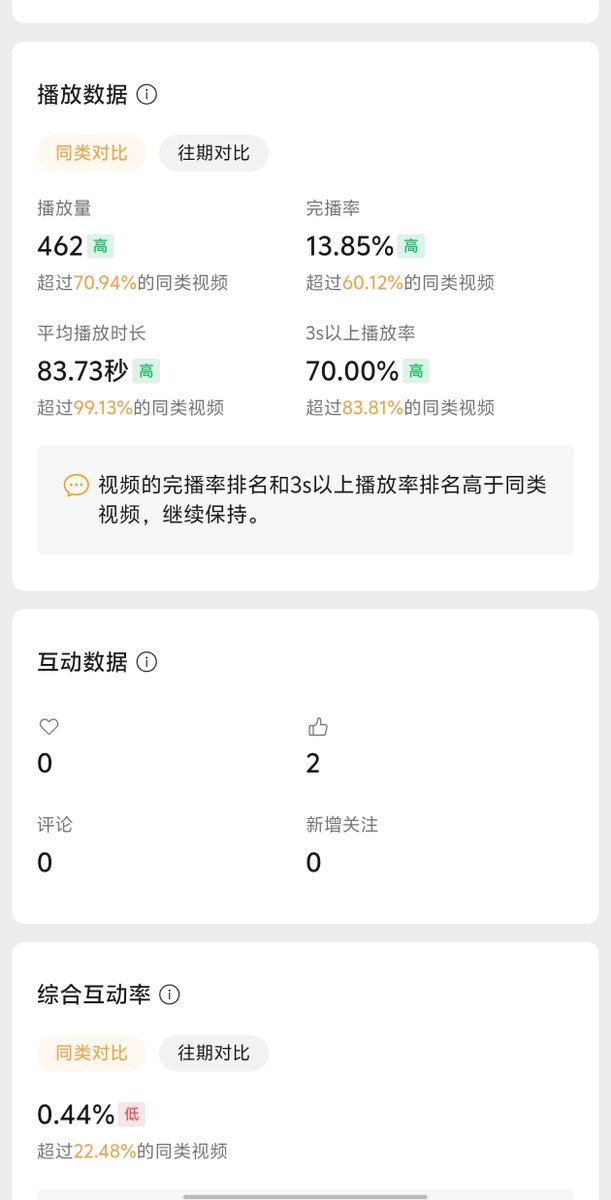 播放数据
同类对比 往期对比
播放量 完播率
462 高 13.85% 高
超过70.94%的同类视频 超过60.12%的同类视频
平均播放时长 3s以上播放率
83.73秒 高 70.00% 高
超过99.13%的同类视频 超过83.81%的同类视频
视频的完播率排名和3s以上播放率排名高于同类
视频，继续保持。
互动数据
0 2
评论 新增关注
0 0
综合互动率
同类对比 往期对比
0.44% 低
超过22.48%的同类视频